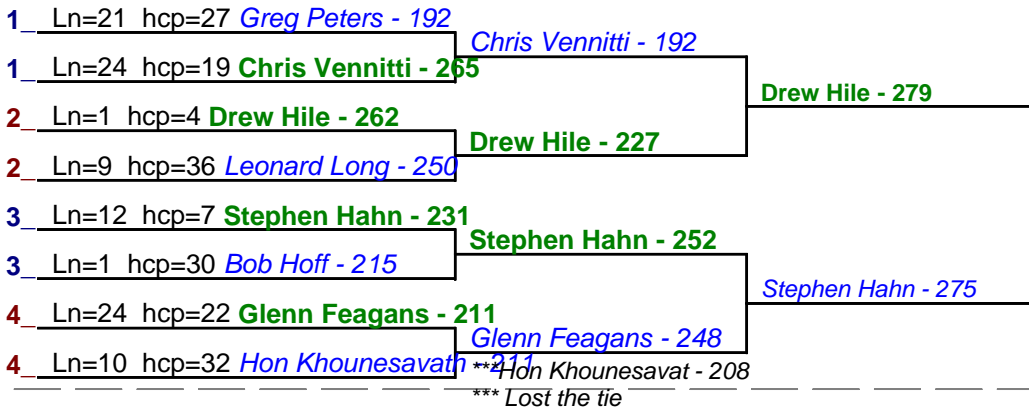 1_ Ln=21 hcp=27 Greg Peters - 192
Chris Vennitti - 192
1_ Ln=24 hcp=19 Chris Vennitti - 265
Drew Hile - 279
2_ Ln=1 hcp=4 Drew Hile - 262
Drew Hile - 227
2_ Ln=9 hcp=36 Leonard Long - 250
3_ Ln=12 hcp=7 Stephen Hahn - 231
Stephen Hahn - 252
3_ Ln=1 hcp=30 Bob Hoff - 215
Stephen Hahn - 275
4_ Ln=24 hcp=22 Glenn Feagans - 211
Glenn Feagans - 248
4_ Ln=10 hcp=32 Hon Khounesavath - 211
***Hon Khounesavat - 208
*** Lost the tie